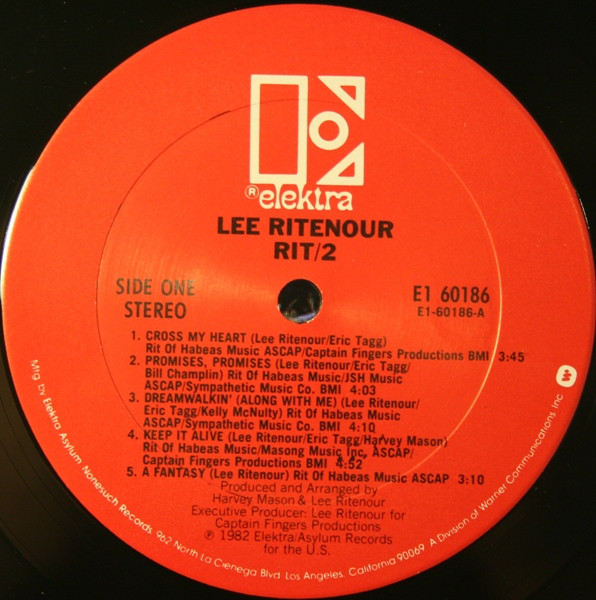 ® elektra
LEE RITENOUR
RIT/2
SIDE ONE
STEREO
E1 60186
E1-60186-A
1. CROSS MY HEART (Lee Ritenour/Eric Tagg)
Rit Of Habeas Music ASCAP/Captain Fingers Productions BMI 3:45
2. PROMISES, PROMISES (Lee Ritenour/Eric Tagg/
Bill Champlin) Rit Of Habeas Music/JSH Music
ASCAP/Sympathetic Music Co. BMI 4:03
3. DREAMWALKIN' (ALONG WITH ME) (Lee Ritenour/
Eric Tagg/Kelly McNulty) Rit Of Habeas Music
ASCAP/Sympathetic Music Co. BMI 4:10
4. KEEP IT ALIVE (Lee Ritenour/Eric Tagg/Harvey Mason)
Rit Of Habeas Music/Masong Music Inc. ASCAP/
Captain Fingers Productions BMI 4:52
5. A FANTASY (Lee Ritenour) Rit Of Habeas Music ASCAP 3:10
Produced and Arranged by
Harvey Mason & Lee Ritenour
Executive Producer: Lee Ritenour for
Captain Fingers Productions
℗ 1982 Elektra/Asylum Records
for the U.S.
Mfg. by Elektra Asylum Nonesuch Records, 962 North La Cienega Blvd. Los Angeles, California 90069 A Division of Warner Communications Inc.